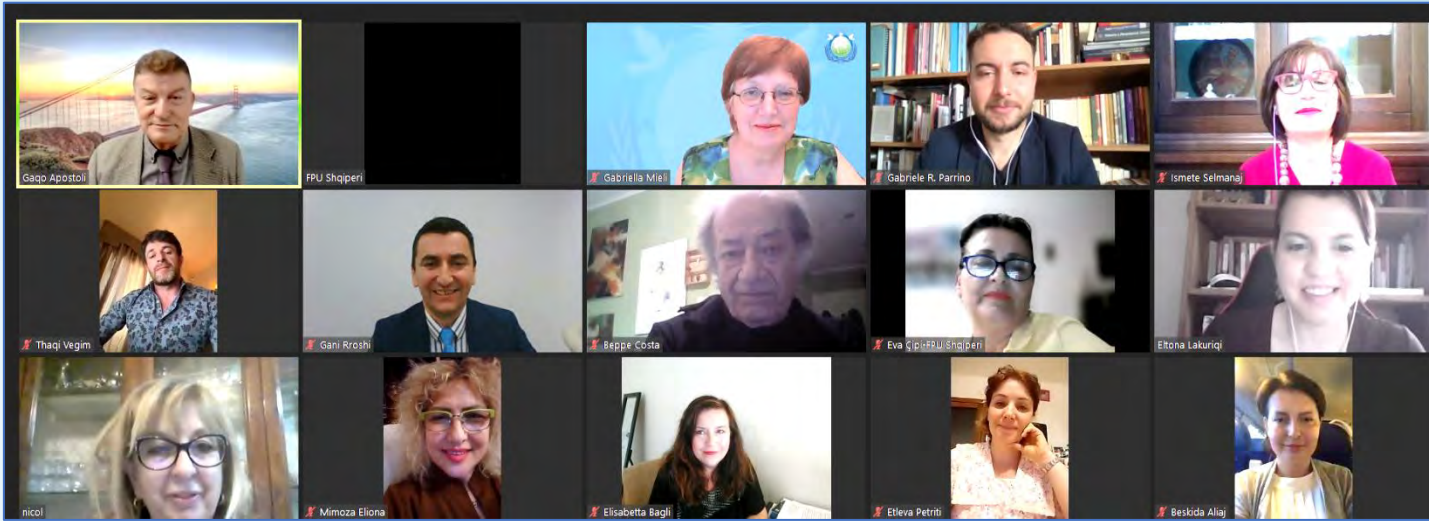 Gaqo Apostoli
FPU Shqiperi
Gabriella Mieli
Gabriele R. Parrino
Ismete Selmanaj
Thaqi Vegim
Gani Rroshi
Beppe Costa
Eva Çipi-FPU Shqiperi
Eltona Lakuriqi
nicol
Mimoza Eliona
Elisabetta Bagli
Etleva Petriti
Beskida Aliaj